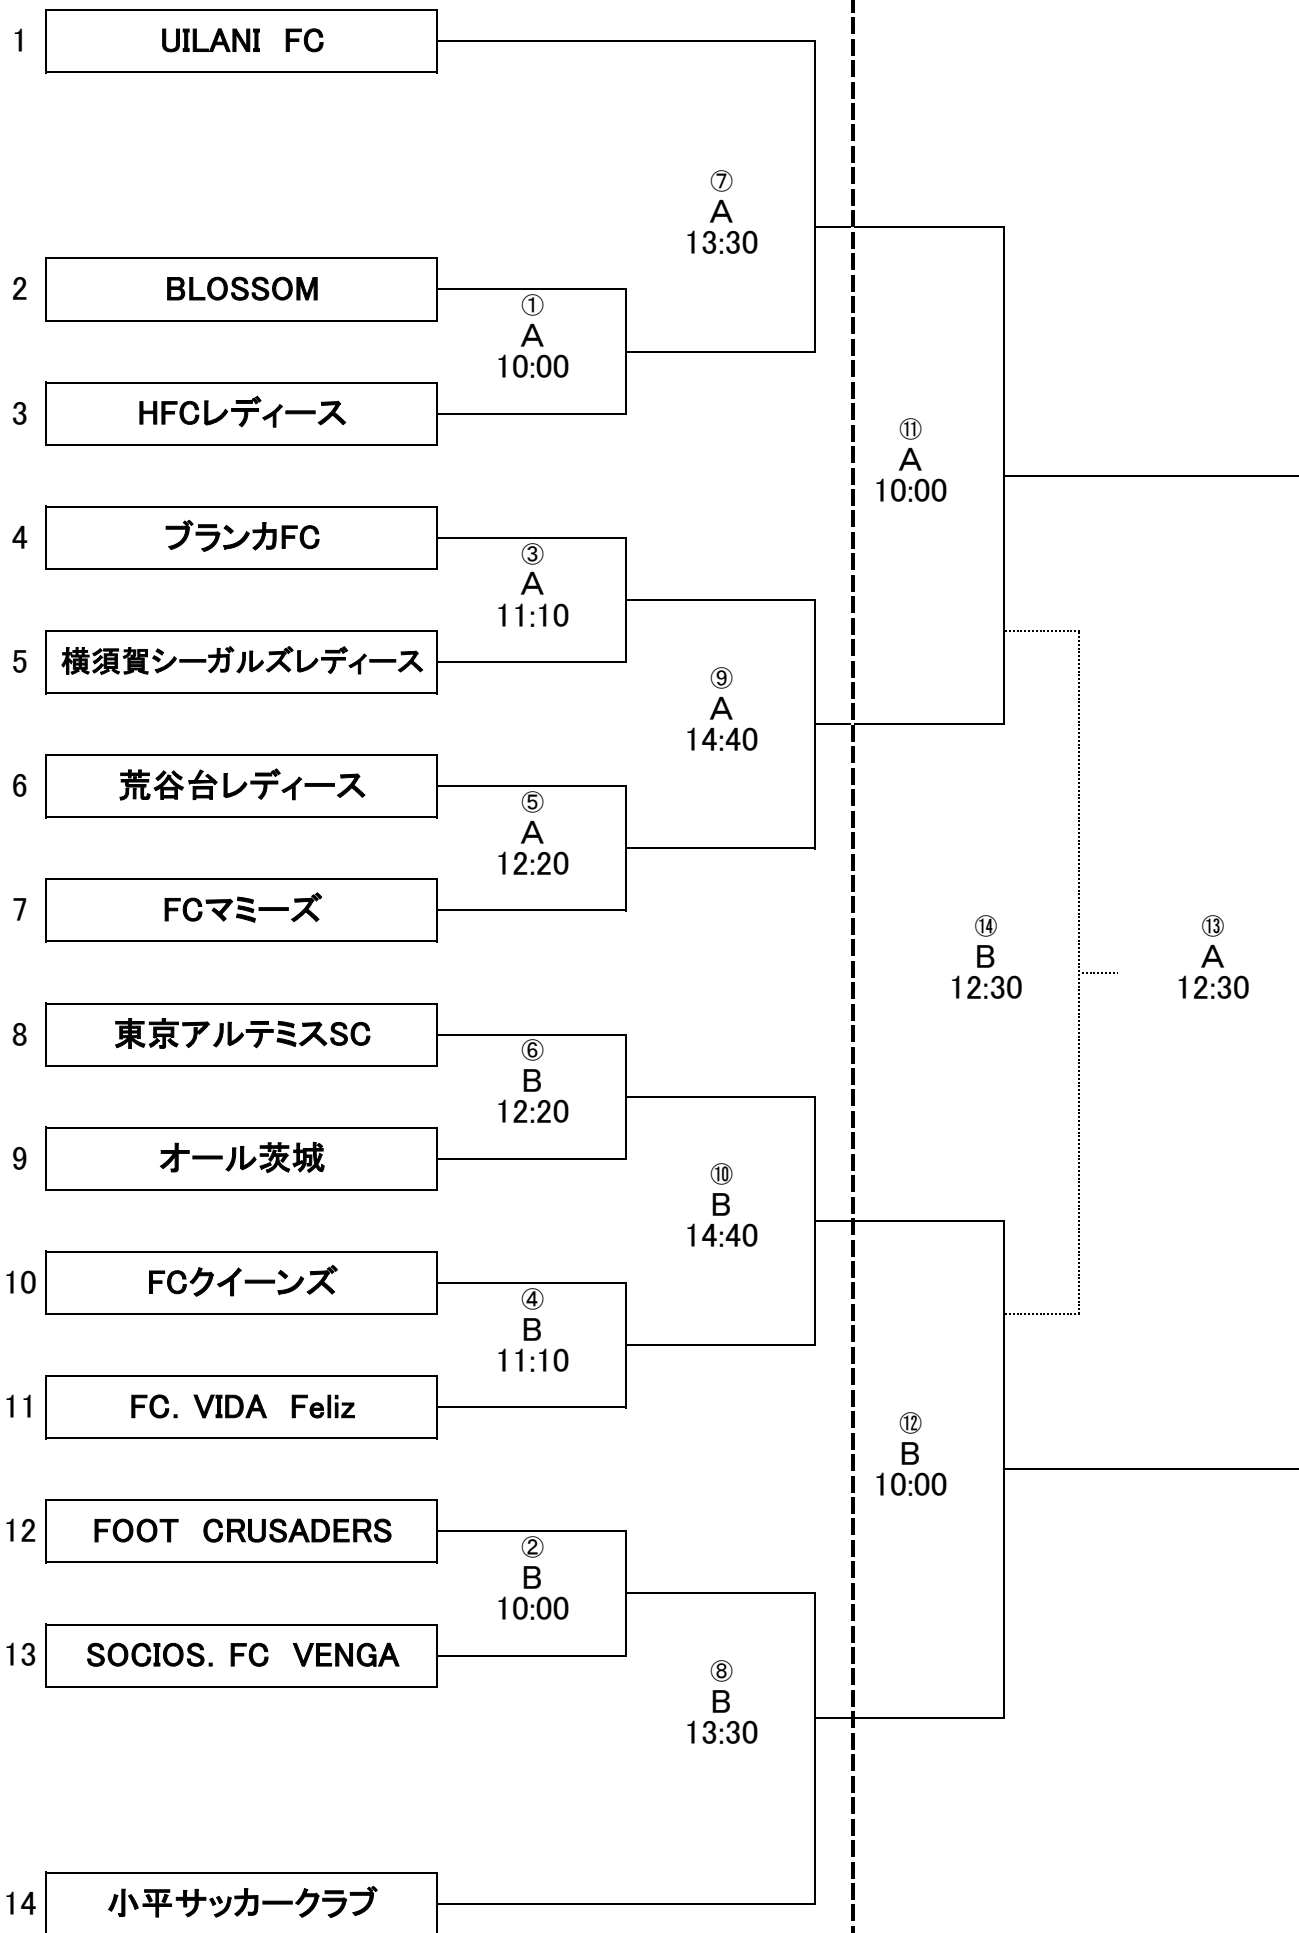 1 UILANI　FC
⑦
A
13:30
2 BLOSSOM
①
A
10:00
3 HFCレディース
⑪
A
10:00
4 ブランカFC
③
A
11:10
5 横須賀シーガルズレディース
⑨
A
14:40
6 荒谷台レディース
⑤
A
12:20
7 FCマミーズ
⑭
B
12:30
⑬
A
12:30
8 東京アルテミスSC
⑥
B
12:20
9 オール茨城
⑩
B
14:40
10 FCクイーンズ
④
B
11:10
11 FC．VIDA　Feliz
⑫
B
10:00
12 FOOT　CRUSADERS
②
B
10:00
13 SOCIOS．FC　VENGA
⑧
B
13:30
14 小平サッカークラブ